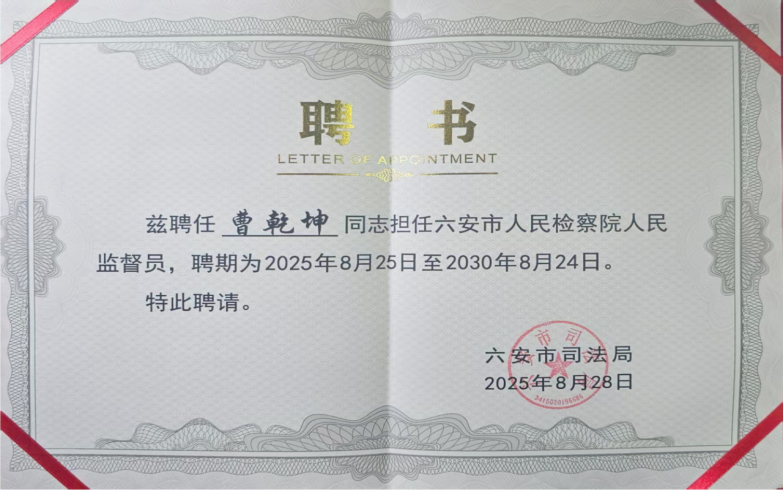 聘 书
LETTER OF APPOINTMENT
兹聘任 曹乾坤 同志担任六安市人民检察院人民
监督员，聘期为2025年8月25日至2030年8月24日。
特此聘请。
六安市司法局
2025年8月28日